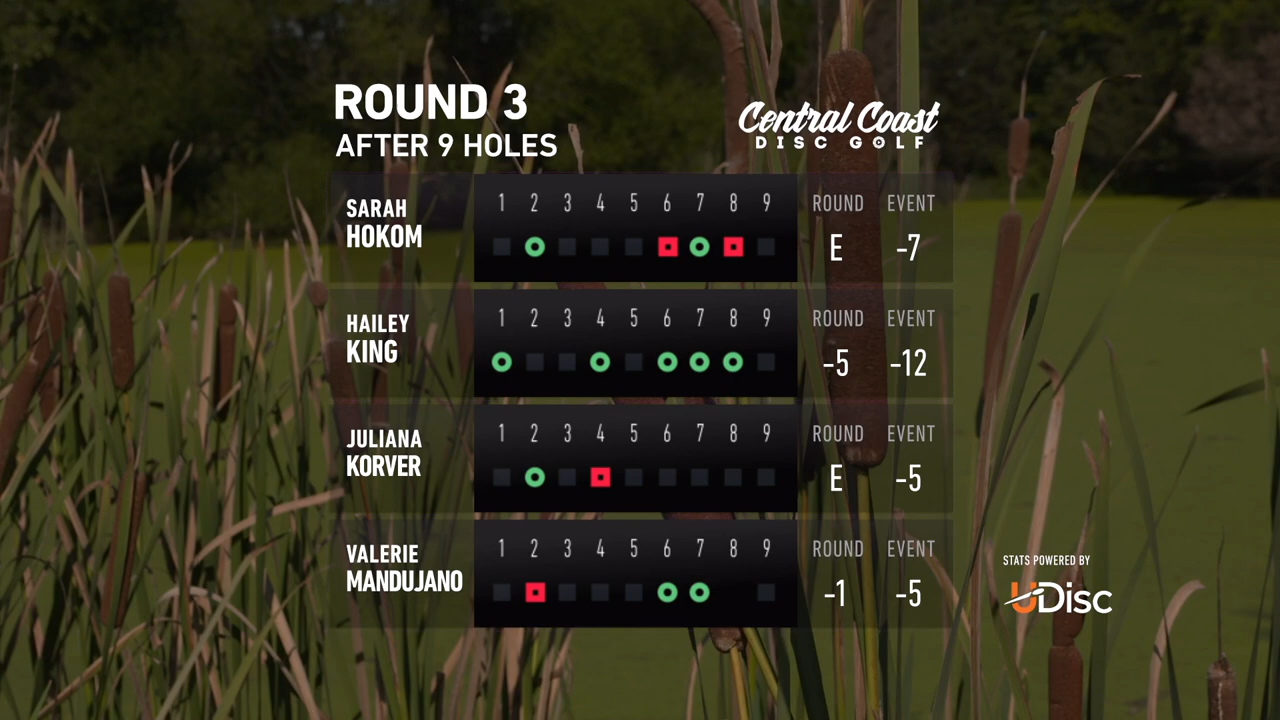 ROUND 3
AFTER 9 HOLES
Central Coast
DISC GOLF
SARAH
HOKOM
1 2 3 4 5 6 7 8 9
ROUND EVENT
E -7
HAILEY
KING
1 2 3 4 5 6 7 8 9
ROUND EVENT
-5 -12
JULIANA
KORVER
1 2 3 4 5 6 7 8 9
ROUND EVENT
E -5
VALERIE
MANDUJANO
1 2 3 4 5 6 7 8 9
ROUND EVENT
-1 -5
STATS POWERED BY
UDisc